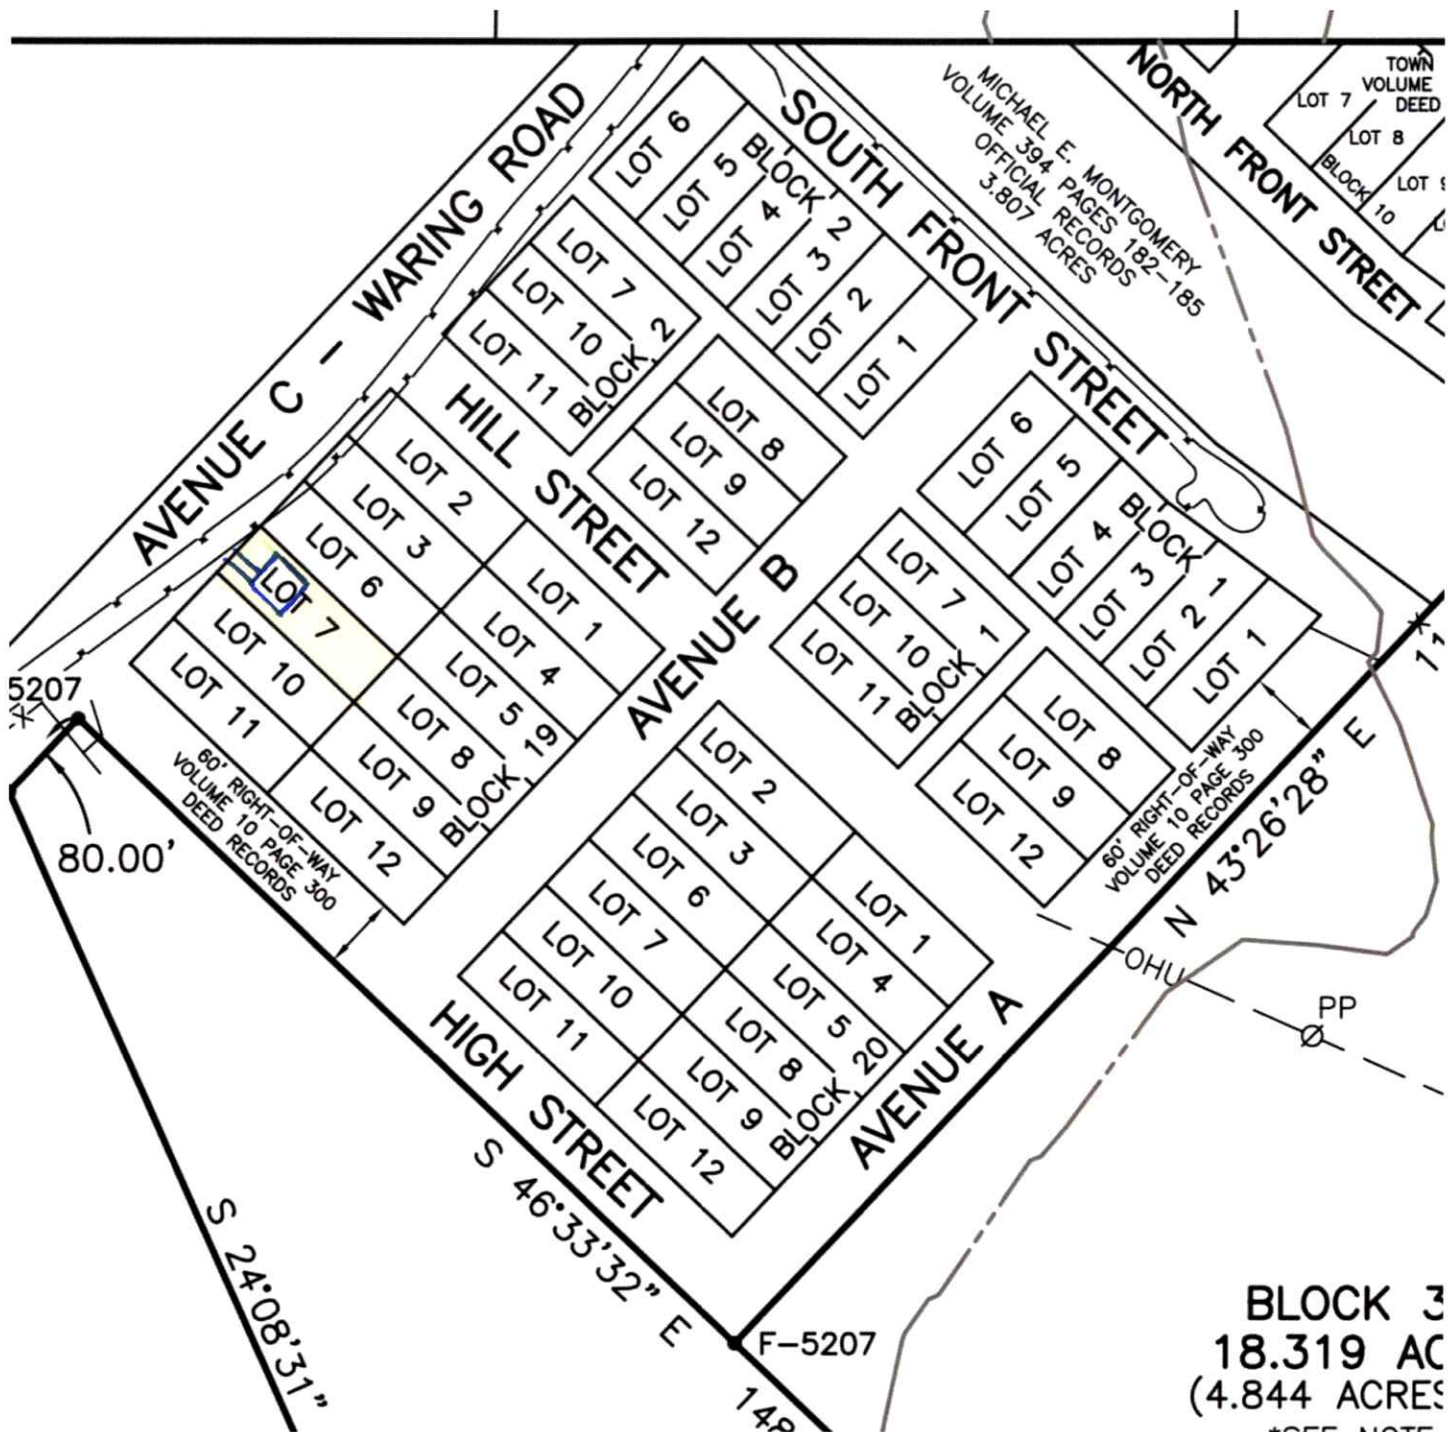 AVENUE C - WARING ROAD
SOUTH FRONT STREET
MICHAEL E. MONTGOMERY
VOLUME 394 PAGES 182-185
OFFICIAL RECORDS
3.807 ACRES
NORTH FRONT STREET
TOWN
VOLUME
DEED
LOT 7
LOT 8
LOT
BLOCK 10
LOT 6
LOT 5
LOT 4
LOT 3
LOT 2
LOT 1
BLOCK 2
LOT 7
LOT 10
LOT 11
BLOCK 2
LOT 8
LOT 9
LOT 12
HILL STREET
LOT 2
LOT 3
LOT 6
LOT 7
LOT 10
LOT 11
LOT 1
LOT 4
LOT 5
LOT 8
LOT 9
LOT 12
BLOCK 19
AVENUE B
LOT 6
LOT 5
LOT 4
LOT 3
LOT 2
LOT 1
BLOCK 1
LOT 7
LOT 10
LOT 11
BLOCK 1
LOT 8
LOT 9
LOT 12
60' RIGHT-OF-WAY
VOLUME 10 PAGE 300
DEED RECORDS
N 43°26'28" E
5207
80.00'
60' RIGHT-OF-WAY
VOLUME 10 PAGE 300
DEED RECORDS
LOT 2
LOT 3
LOT 6
LOT 7
LOT 10
LOT 11
LOT 1
LOT 4
LOT 5
LOT 8
LOT 9
LOT 12
BLOCK 20
AVENUE A
HIGH STREET
OHU
PP
S 46°33'32" E
S 24°08'31"
F-5207
148
BLOCK 3
18.319 AC
(4.844 ACRES